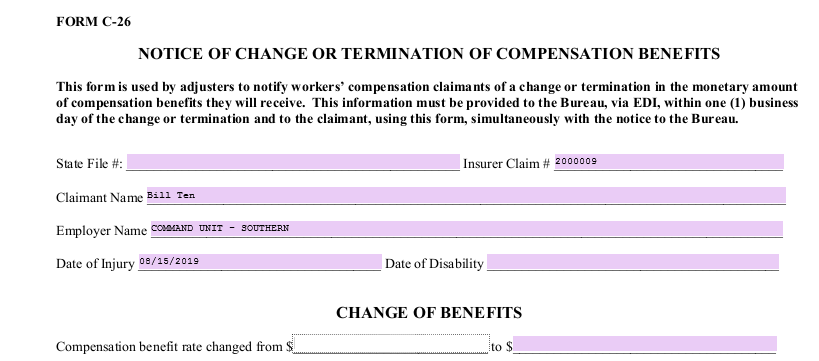 FORM C-26
NOTICE OF CHANGE OR TERMINATION OF COMPENSATION BENEFITS
This form is used by adjusters to notify workers’ compensation claimants of a change or termination in the monetary amount
of compensation benefits they will receive. This information must be provided to the Bureau, via EDI, within one (1) business
day of the change or termination and to the claimant, using this form, simultaneously with the notice to the Bureau.
State File #: Insurer Claim # 2000009
Claimant Name Bill Ten
Employer Name COMMAND UNIT - SOUTHERN
Date of Injury 08/15/2019 Date of Disability
CHANGE OF BENEFITS
Compensation benefit rate changed from $ to $